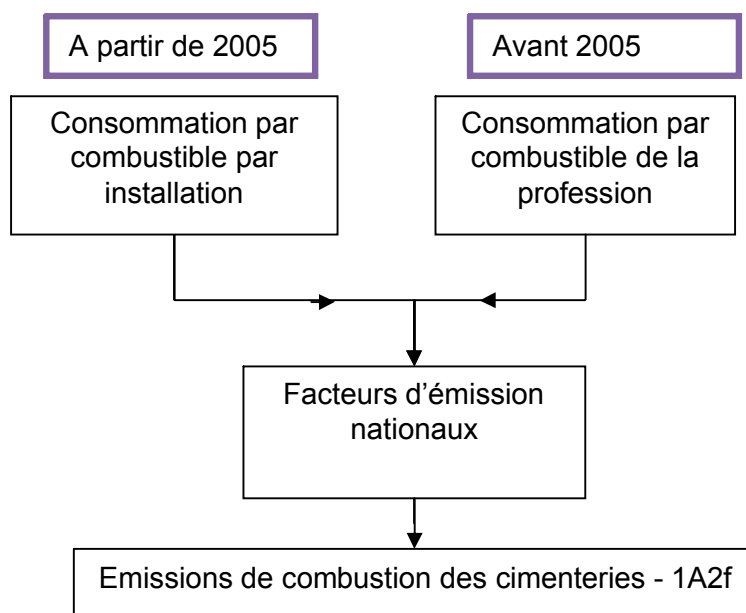 A partir de 2005
Avant 2005
Consommation par
combustible par
installation
Consommation par
combustible de la
profession
Facteurs d'émission
nationaux
Emissions de combustion des cimenteries - 1A2f